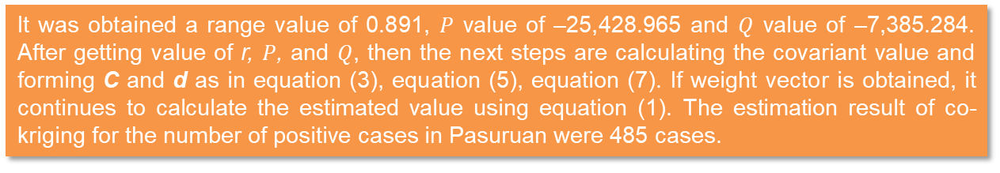 It was obtained a range value of 0.891, P value of –25,428.965 and Q value of –7,385.284.
After getting value of r, P, and Q, then the next steps are calculating the covariant value and
forming C and d as in equation (3), equation (5), equation (7). If weight vector is obtained, it
continues to calculate the estimated value using equation (1). The estimation result of co-
kriging for the number of positive cases in Pasuruan were 485 cases.